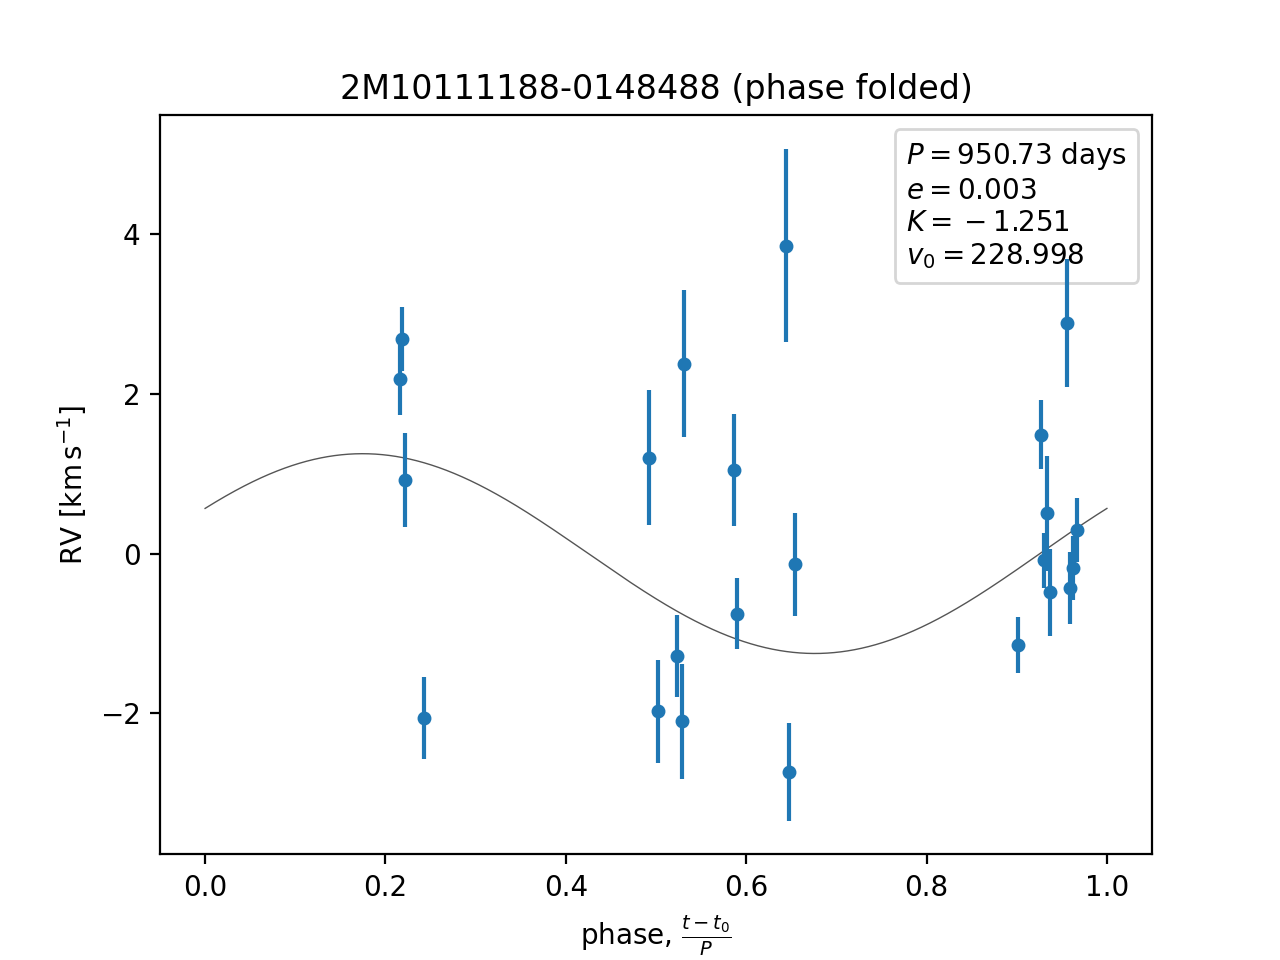 2M10111188-0148488 (phase folded)
P = 950.73 days
e = 0.003
K = −1.251
v₀ = 228.998
RV [km s⁻¹]
4
2
0
−2
0.0 0.2 0.4 0.6 0.8 1.0
phase, (t − t₀)/P